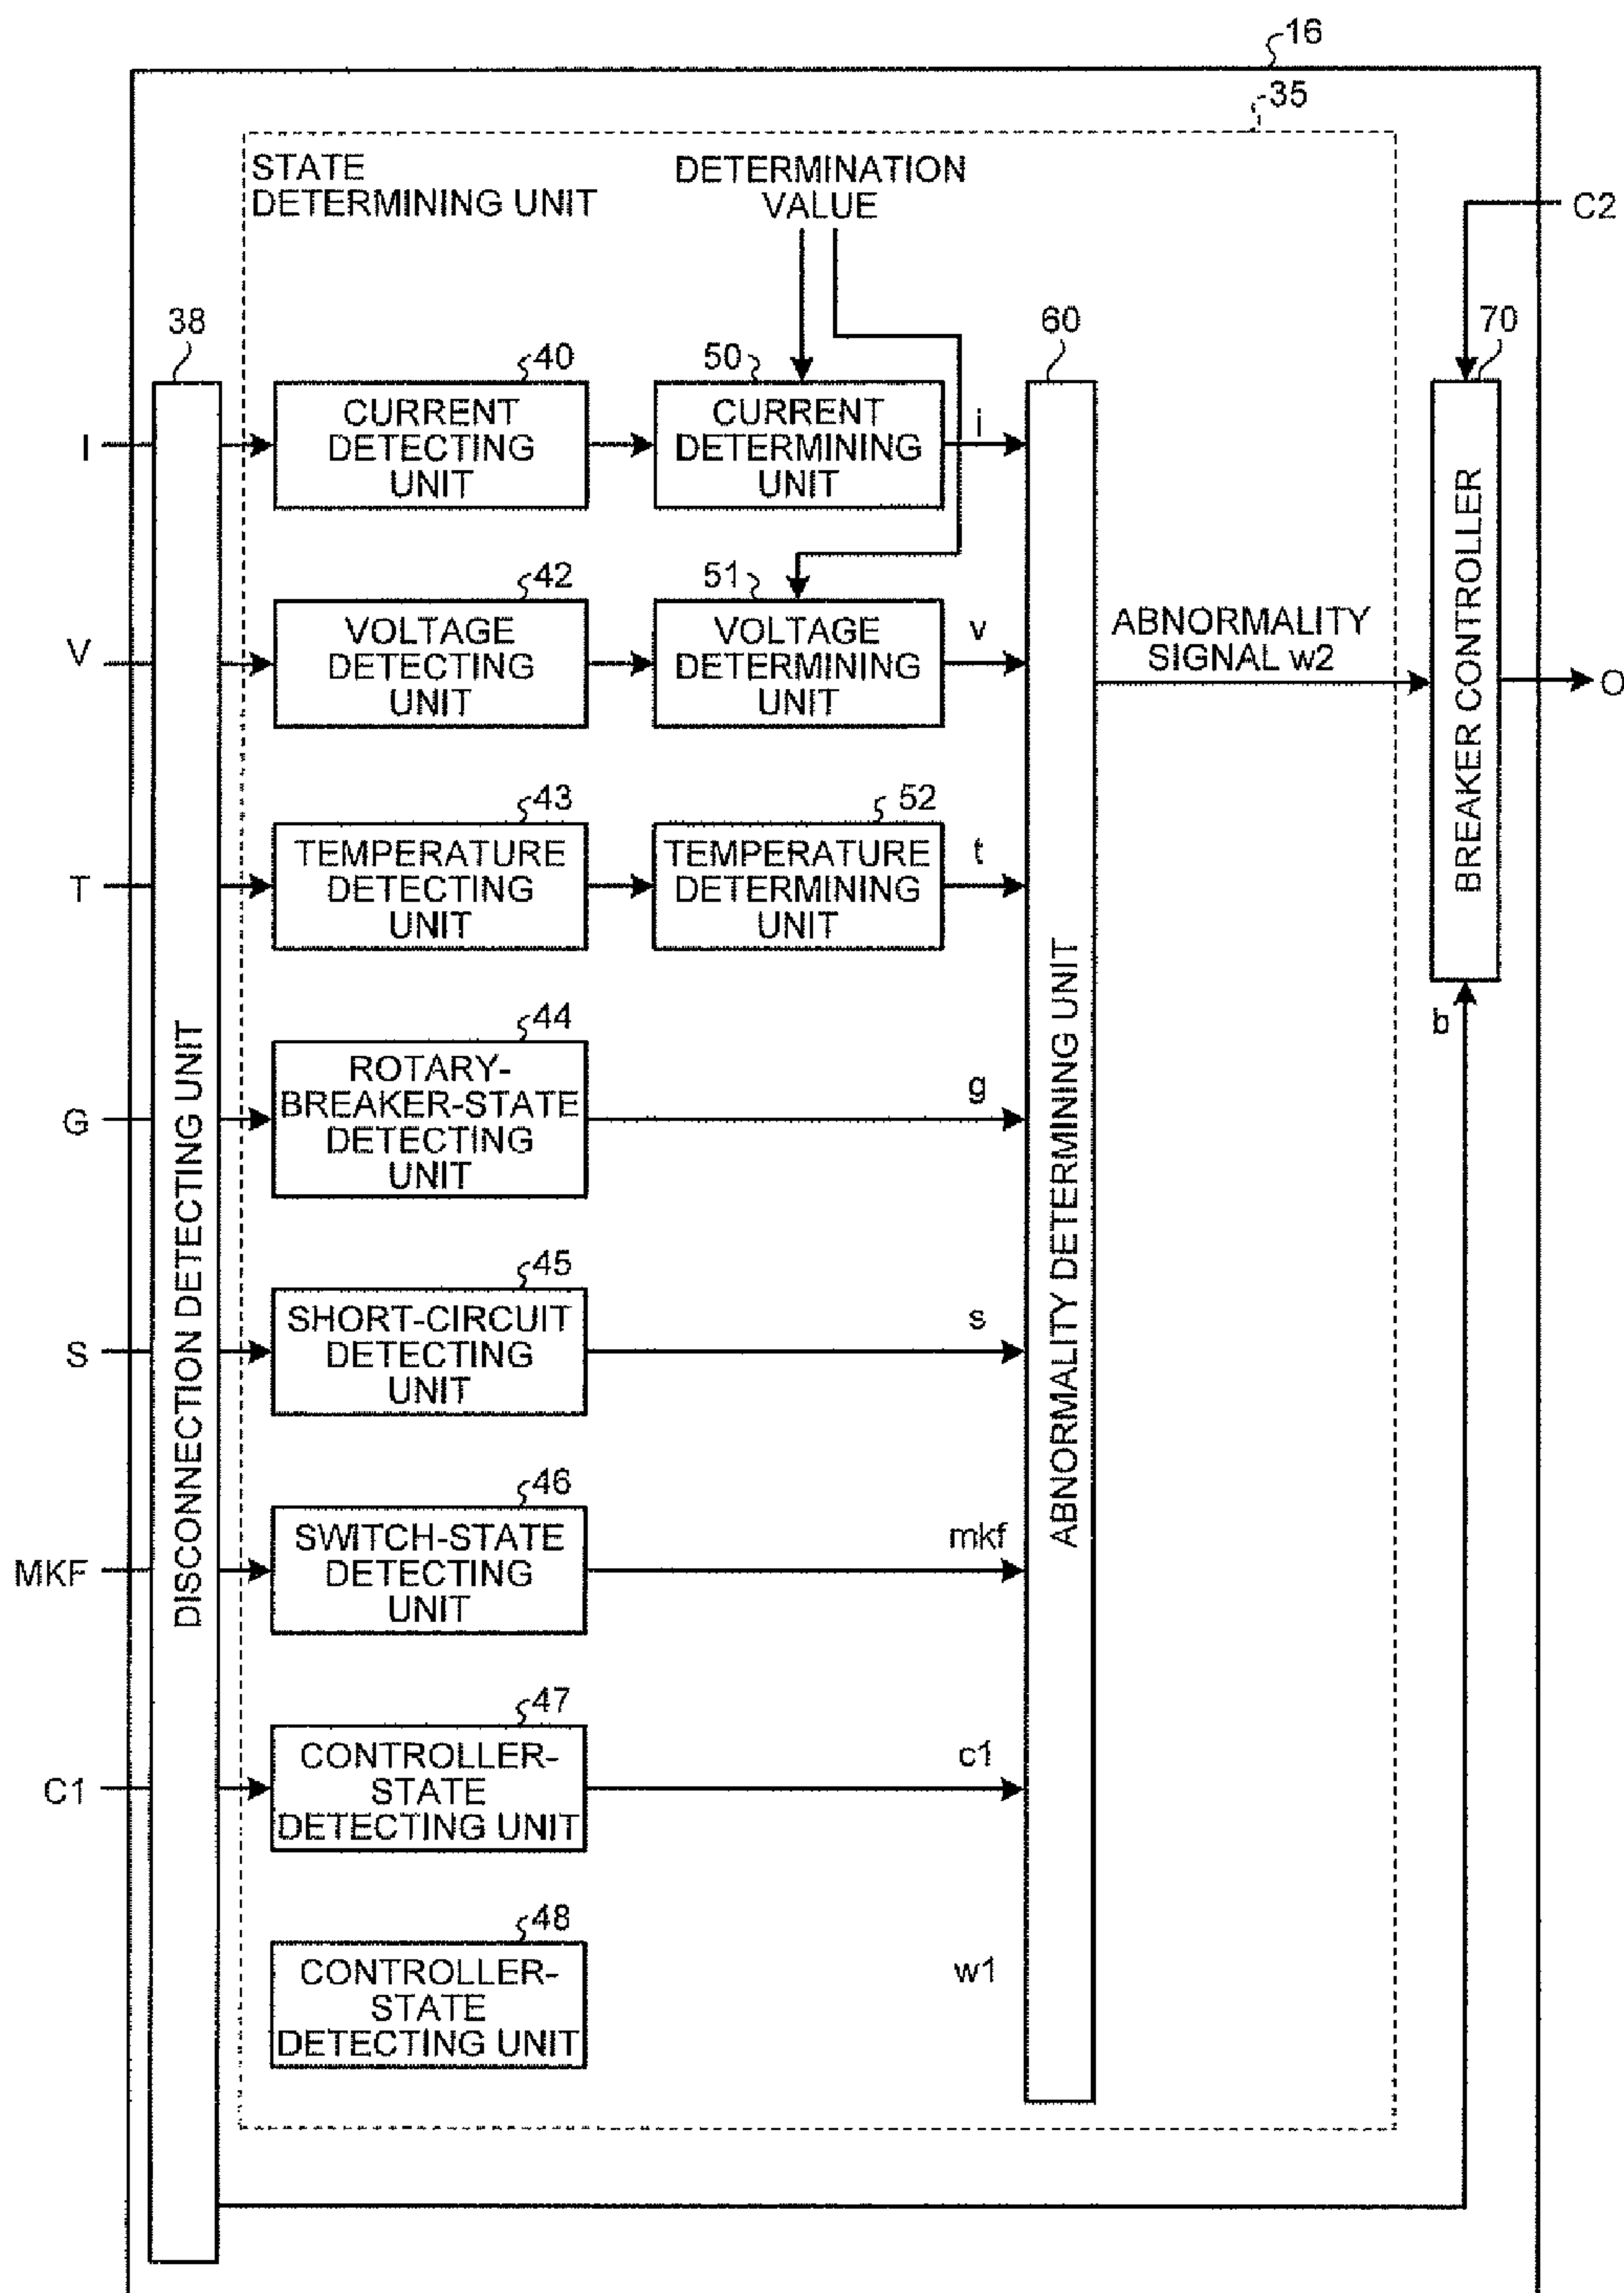 16
35
STATE
DETERMINING UNIT
DETERMINATION
VALUE
C2
38
40
50
60
70
I
CURRENT
DETECTING
UNIT
CURRENT
DETERMINING
UNIT
i
42
51
V
VOLTAGE
DETECTING
UNIT
VOLTAGE
DETERMINING
UNIT
v
ABNORMALITY
SIGNAL w2
BREAKER CONTROLLER
O
43
52
T
TEMPERATURE
DETECTING
UNIT
TEMPERATURE
DETERMINING
UNIT
t
44
G
ROTARY-
BREAKER-STATE
DETECTING
UNIT
g
b
DISCONNECTION DETECTING UNIT
ABNORMALITY DETERMINING UNIT
45
S
SHORT-CIRCUIT
DETECTING
UNIT
s
46
MKF
SWITCH-STATE
DETECTING
UNIT
mkf
47
C1
CONTROLLER-
STATE
DETECTING UNIT
c1
48
CONTROLLER-
STATE
DETECTING UNIT
w1